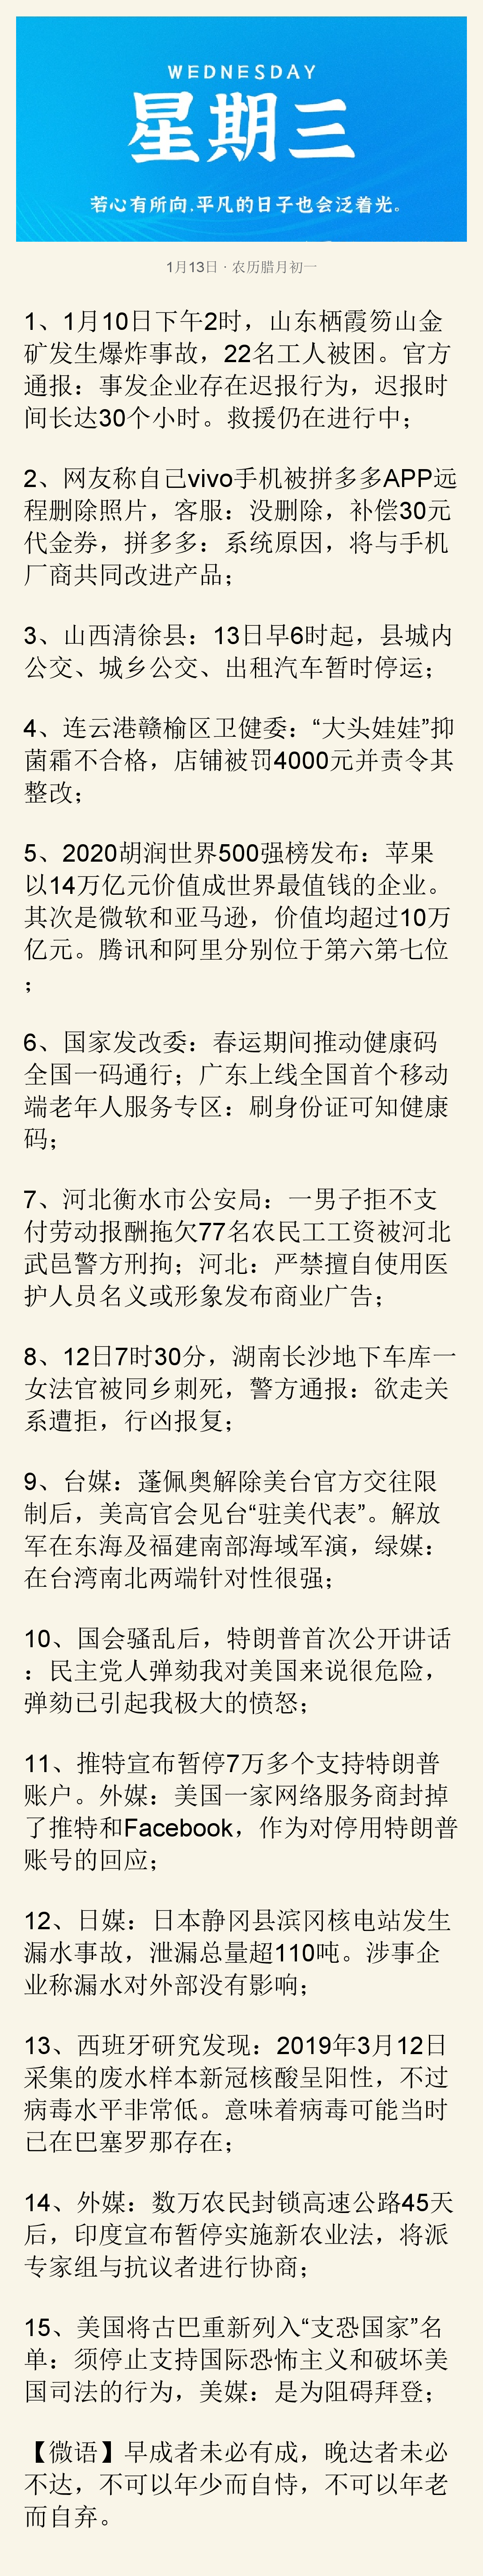 WEDNESDAY
星期三
若心有所向,平凡的日子也会泛着光。
1月13日 · 农历腊月初一
1、1月10日下午2时，山东栖霞笏山金
矿发生爆炸事故，22名工人被困。官方
通报：事发企业存在迟报行为，迟报时
间长达30个小时。救援仍在进行中；
2、网友称自己vivo手机被拼多多APP远
程删除照片，客服：没删除，补偿30元
代金券，拼多多：系统原因，将与手机
厂商共同改进产品；
3、山西清徐县：13日早6时起，县城内
公交、城乡公交、出租汽车暂时停运；
4、连云港赣榆区卫健委：“大头娃娃”抑
菌霜不合格，店铺被罚4000元并责令其
整改；
5、2020胡润世界500强榜发布：苹果
以14万亿元价值成世界最值钱的企业。
其次是微软和亚马逊，价值均超过10万
亿元。腾讯和阿里分别位于第六第七位
；
6、国家发改委：春运期间推动健康码
全国一码通行；广东上线全国首个移动
端老年人服务专区：刷身份证可知健康
码；
7、河北衡水市公安局：一男子拒不支
付劳动报酬拖欠77名农民工工资被河北
武邑警方刑拘；河北：严禁擅自使用医
护人员名义或形象发布商业广告；
8、12日7时30分，湖南长沙地下车库一
女法官被同乡刺死，警方通报：欲走关
系遭拒，行凶报复；
9、台媒：蓬佩奥解除美台官方交往限
制后，美高官会见台“驻美代表”。解放
军在东海及福建南部海域军演，绿媒：
在台湾南北两端针对性很强；
10、国会骚乱后，特朗普首次公开讲话
：民主党人弹劾我对美国来说很危险，
弹劾已引起我极大的愤怒；
11、推特宣布暂停7万多个支持特朗普
账户。外媒：美国一家网络服务商封掉
了推特和Facebook，作为对停用特朗普
账号的回应；
12、日媒：日本静冈县滨冈核电站发生
漏水事故，泄漏总量超110吨。涉事企
业称漏水对外部没有影响；
13、西班牙研究发现：2019年3月12日
采集的废水样本新冠核酸呈阳性，不过
病毒水平非常低。意味着病毒可能当时
已在巴塞罗那存在；
14、外媒：数万农民封锁高速公路45天
后，印度宣布暂停实施新农业法，将派
专家组与抗议者进行协商；
15、美国将古巴重新列入“支恐国家”名
单：须停止支持国际恐怖主义和破坏美
国司法的行为，美媒：是为阻碍拜登；
【微语】早成者未必有成，晚达者未必
不达，不可以年少而自恃，不可以年老
而自弃。